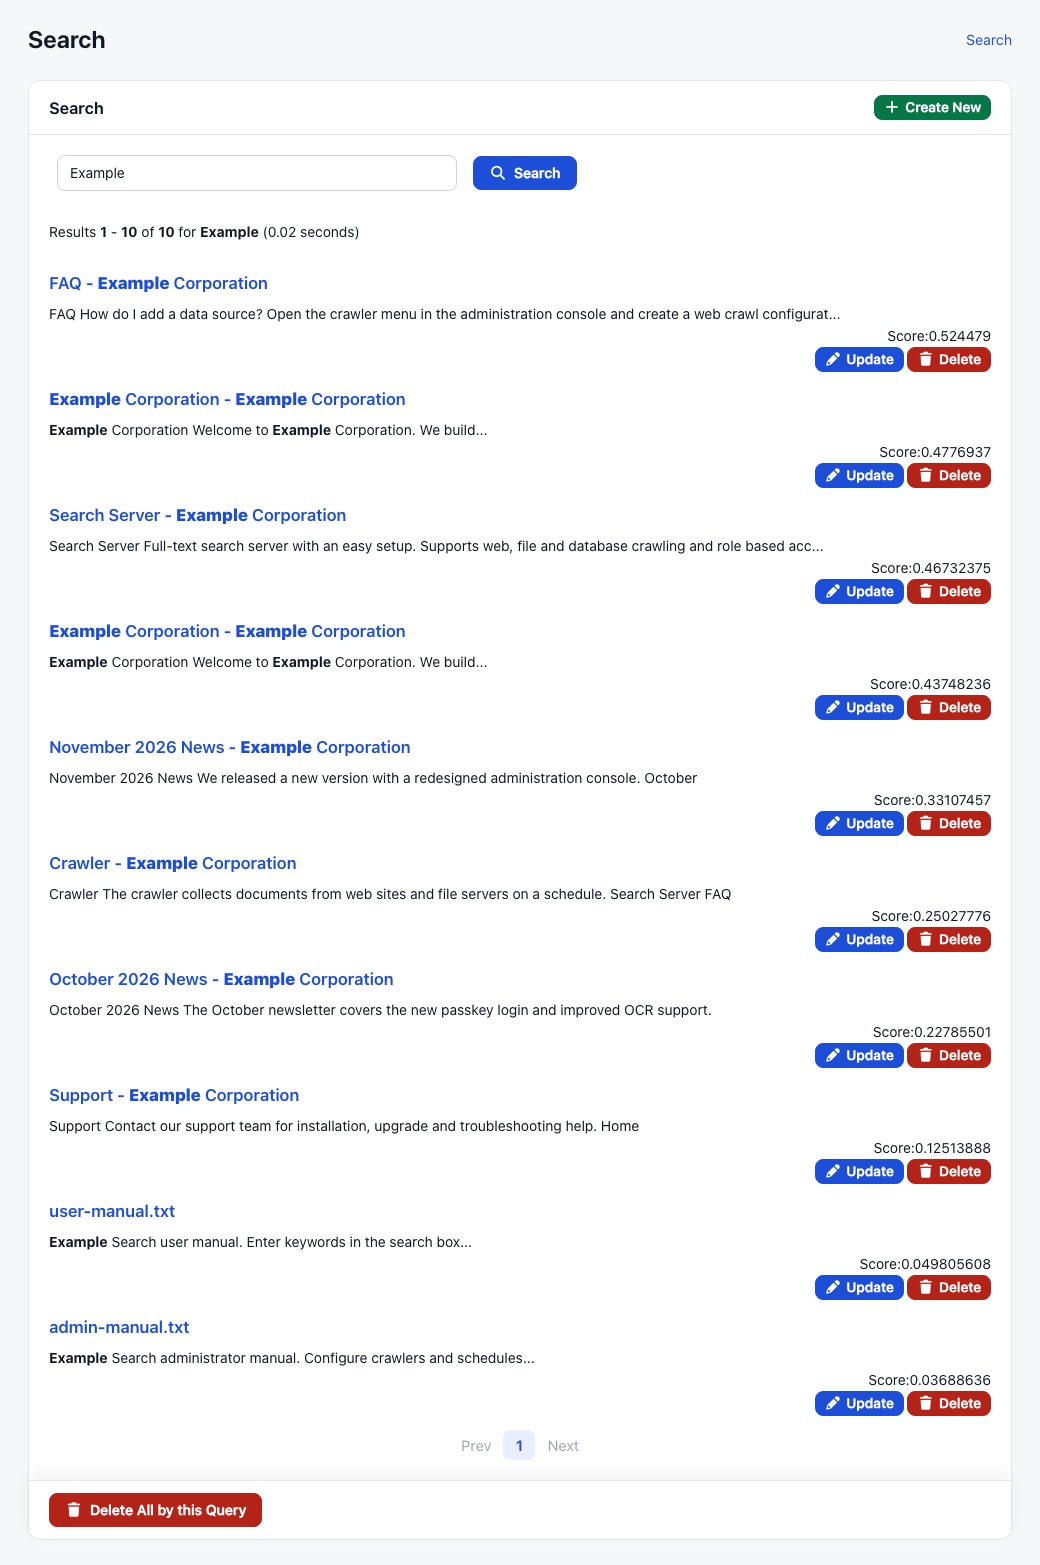 Search
Search
Search
Create New
Example
Search
Results 1 - 10 of 10 for Example (0.02 seconds)
FAQ - Example Corporation
FAQ How do I add a data source? Open the crawler menu in the administration console and create a web crawl configurat...
Score:0.524479
Update Delete
Example Corporation - Example Corporation
Example Corporation Welcome to Example Corporation. We build...
Score:0.4776937
Update Delete
Search Server - Example Corporation
Search Server Full-text search server with an easy setup. Supports web, file and database crawling and role based acc...
Score:0.46732375
Update Delete
Example Corporation - Example Corporation
Example Corporation Welcome to Example Corporation. We build...
Score:0.43748236
Update Delete
November 2026 News - Example Corporation
November 2026 News We released a new version with a redesigned administration console. October
Score:0.33107457
Update Delete
Crawler - Example Corporation
Crawler The crawler collects documents from web sites and file servers on a schedule. Search Server FAQ
Score:0.25027776
Update Delete
October 2026 News - Example Corporation
October 2026 News The October newsletter covers the new passkey login and improved OCR support.
Score:0.22785501
Update Delete
Support - Example Corporation
Support Contact our support team for installation, upgrade and troubleshooting help. Home
Score:0.12513888
Update Delete
user-manual.txt
Example Search user manual. Enter keywords in the search box...
Score:0.049805608
Update Delete
admin-manual.txt
Example Search administrator manual. Configure crawlers and schedules...
Score:0.03688636
Update Delete
Prev 1 Next
Delete All by this Query